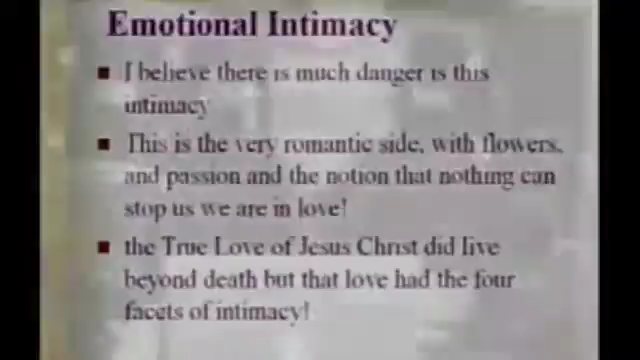 Emotional Intimacy
I believe there is much danger is this
intimacy
This is the very romantic side, with flowers,
and passion and the notion that nothing can
stop us we are in love!
the True Love of Jesus Christ did live
beyond death but that love had the four
facets of intimacy!